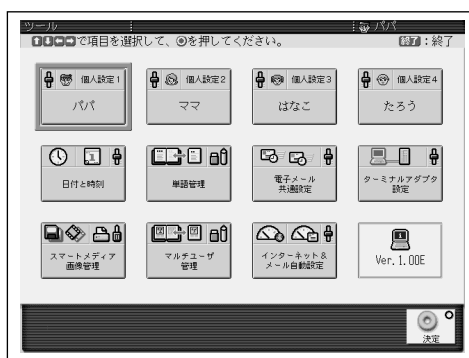 ツール
パパ
で項目を選択して、◉を押してください。
終了：終了
個人設定1
パパ
個人設定2
ママ
個人設定3
はなこ
個人設定4
たろう
1
日付と時刻
単語管理
電子メール
共通設定
ターミナルアダプタ
設定
スマートメディア
画像管理
マルチユーザ
管理
インターネット&
メール自動設定
Ver.1.00E
決定